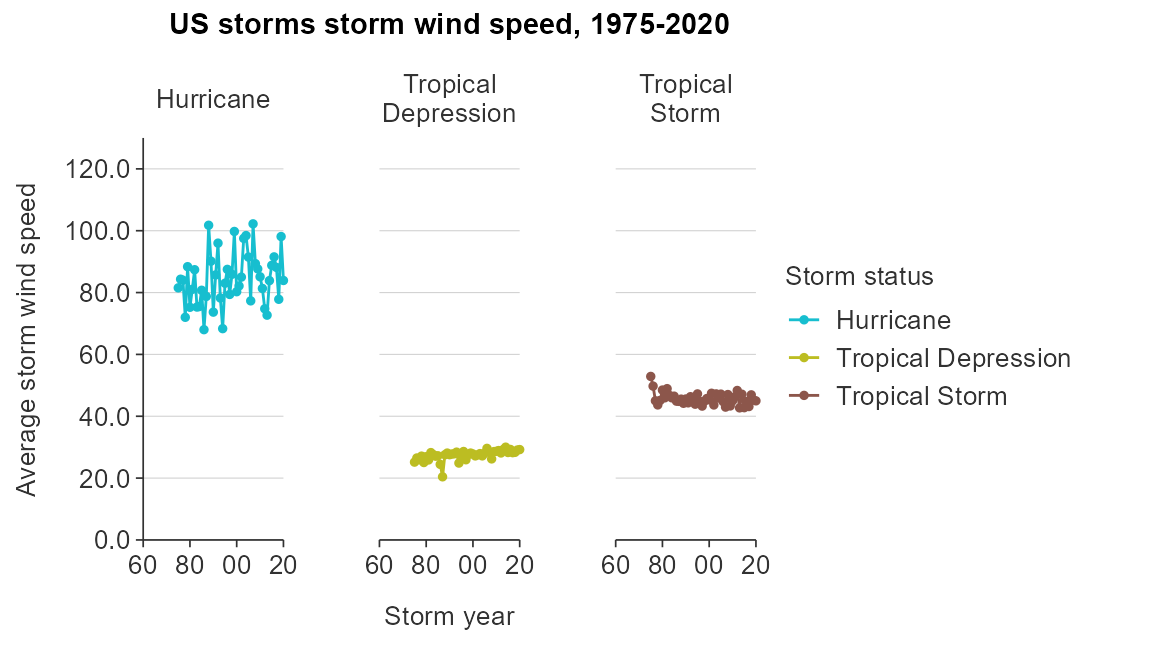 US storms storm wind speed, 1975-2020
Hurricane
Tropical
Depression
Tropical
Storm
Average storm wind speed
120.0
100.0
80.0
60.0
40.0
20.0
0.0
60 80 00 20
60 80 00 20
60 80 00 20
Storm year
Storm status
Hurricane
Tropical Depression
Tropical Storm